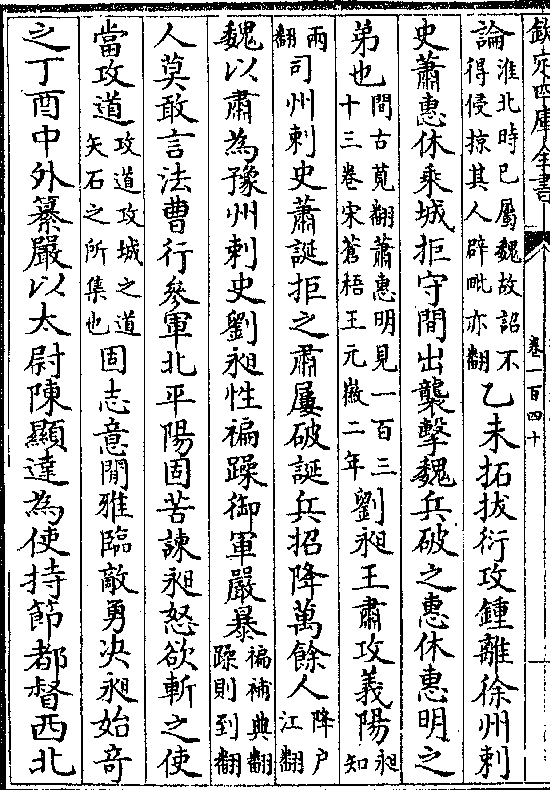 欽定四庫全書 卷一百四十
論淮北時已屬魏故詔不得侵掠其人辟毗亦翻乙未拓拔衍攻鍾離徐州刺
史蕭惠休乘城拒守間出襲擊魏兵破之惠休惠明之
弟也間古莧翻蕭惠明見一百三十三卷宋蒼梧王元徽二年劉昶王肅攻義陽昶知
兩翻司州刺史蕭誕拒之肅屢破誕兵招降萬餘人降戶江翻
魏以肅為豫州刺史劉昶性褊躁御軍嚴暴褊補典翻躁則到翻
人莫敢言法曹行參軍北平陽固苦諫昶怒欲斬之使
當攻道攻道攻城之道矢石之所集也固志意閒雅臨敵勇决昶始奇
之丁酉中外纂嚴以太尉陳顯達為使持節都督西北